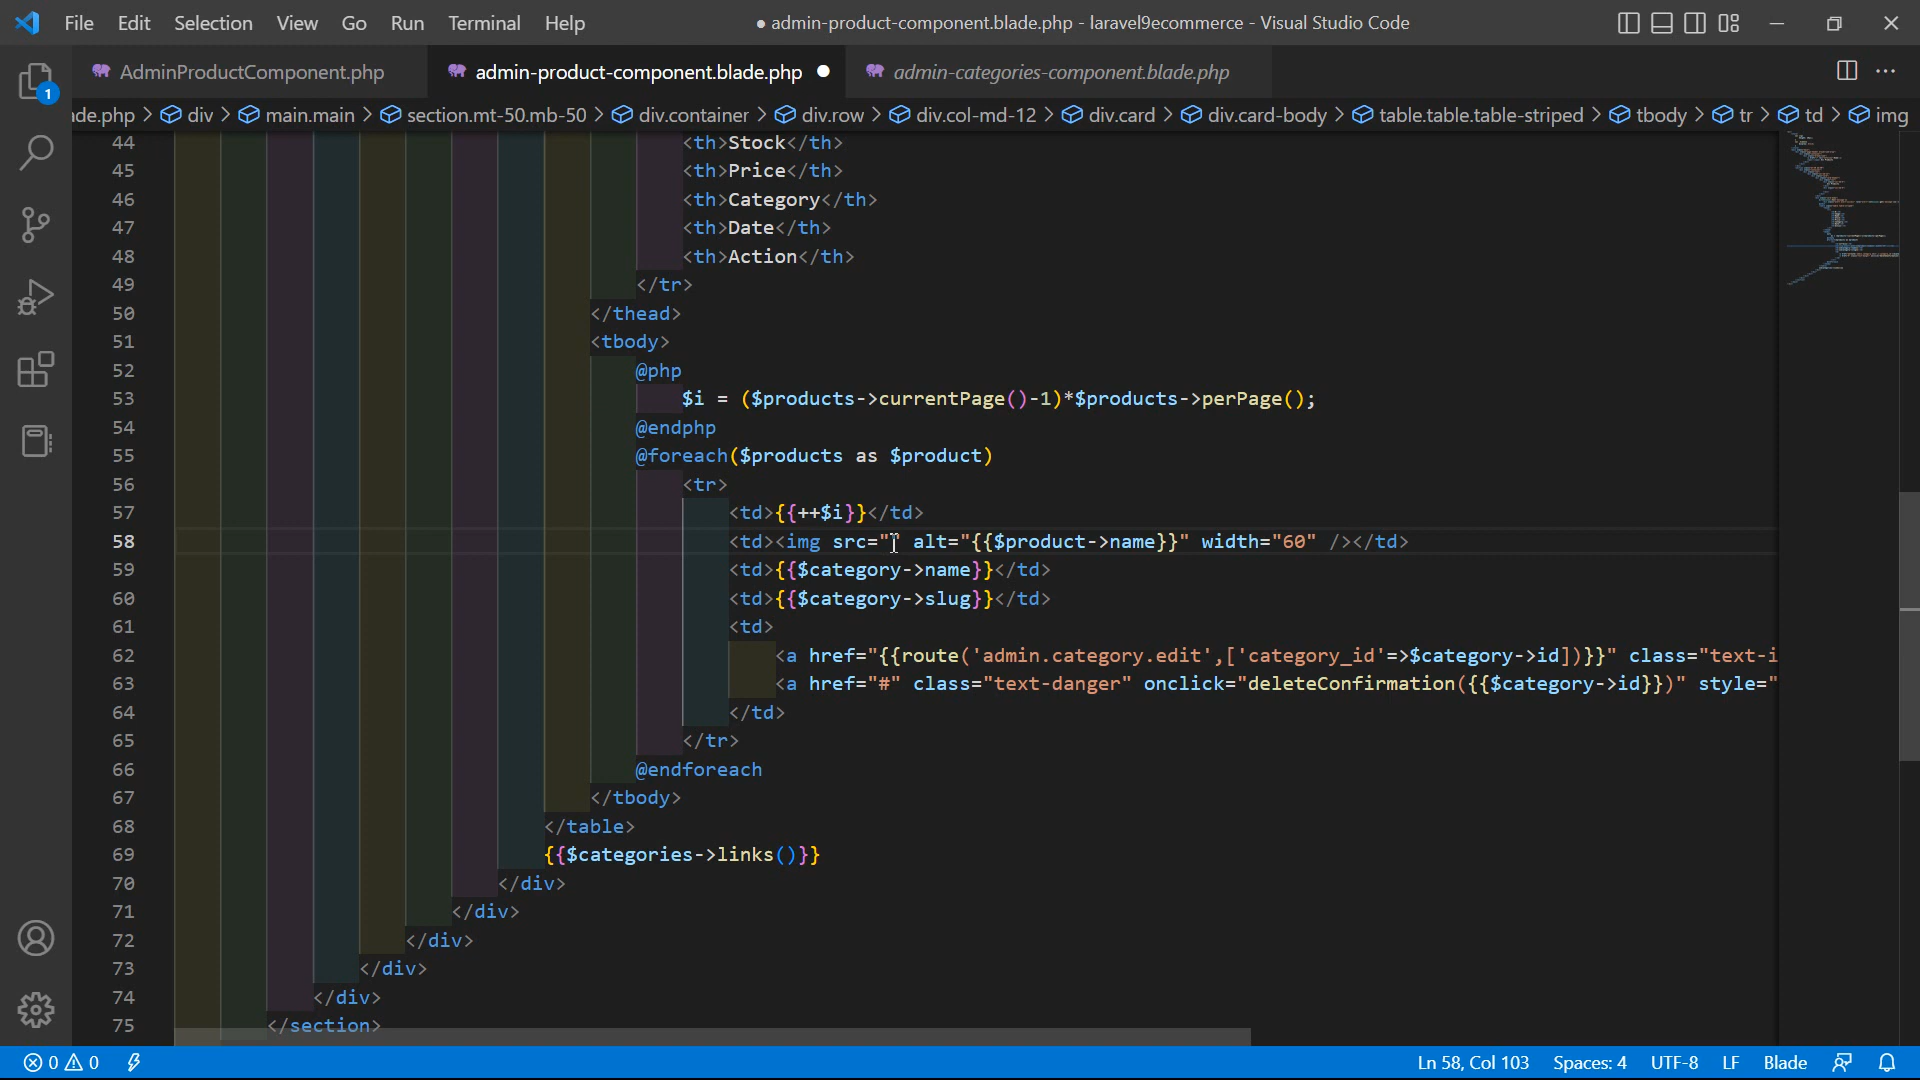 File Edit Selection View Go Run Terminal Help
● admin-product-component.blade.php - laravel9ecommerce - Visual Studio Code
AdminProductComponent.php
admin-product-component.blade.php ●
admin-categories-component.blade.php
ade.php > div > main.main > section.mt-50.mb-50 > div.container > div.row > div.col-md-12 > div.card > div.card-body > table.table.table-striped > tbody > tr > td > img
1
44 <th>Stock</th>
45 <th>Price</th>
46 <th>Category</th>
47 <th>Date</th>
48 <th>Action</th>
49 </tr>
50 </thead>
51 <tbody>
52 @php
53 $i = ($products->currentPage()-1)*$products->perPage();
54 @endphp
55 @foreach($products as $product)
56 <tr>
57 <td>{{++$i}}</td>
58 <td><img src="" alt="{{$product->name}}" width="60" /></td>
59 <td>{{$category->name}}</td>
60 <td>{{$category->slug}}</td>
61 <td>
62 <a href="{{route('admin.category.edit',['category_id'=>$category->id])}}" class="text-i
63 <a href="#" class="text-danger" onclick="deleteConfirmation({{$category->id}})" style="
64 </td>
65 </tr>
66 @endforeach
67 </tbody>
68 </table>
69 {{$categories->links()}}
70 </div>
71 </div>
72 </div>
73 </div>
74 </div>
75 </section>
0 0
Ln 58, Col 103 Spaces: 4 UTF-8 LF Blade